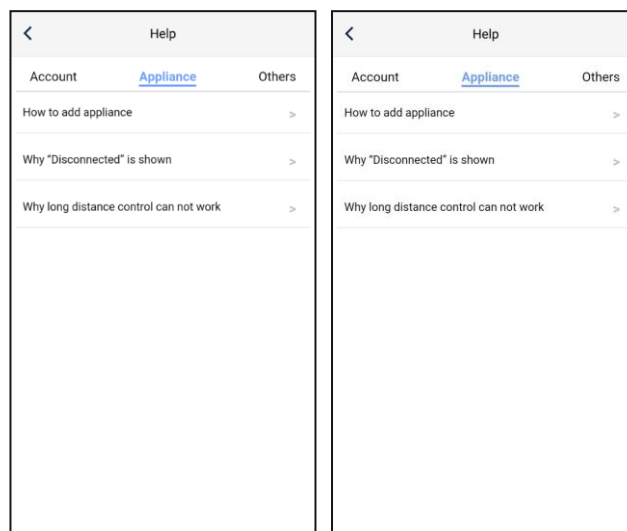 Help
Account Appliance Others
How to add appliance >
Why “Disconnected” is shown >
Why long distance control can not work >
Help
Account Appliance Others
How to add appliance >
Why “Disconnected” is shown >
Why long distance control can not work >